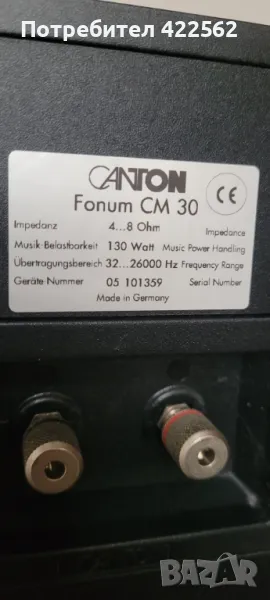 Потребител 422562
CANTON
Fonum CM 30
CE
Impedanz 4...8 Ohm Impedance
Musik-Belastbarkeit 130 Watt Music Power Handling
Übertragungsbereich 32...26000 Hz Frequency Range
Geräte-Nummer 05 101359 Serial Number
Made in Germany
BAZAR